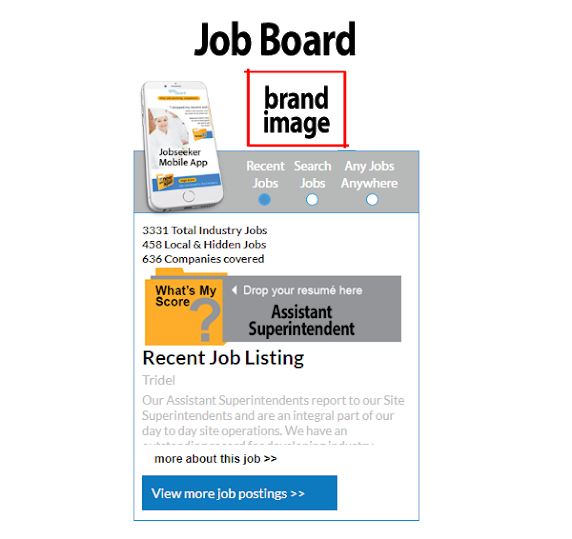 Job Board
brand
image
Jobseeker
Mobile App
Recent
Jobs
Search
Jobs
Any Jobs
Anywhere
3331 Total Industry Jobs
458 Local & Hidden Jobs
636 Companies covered
What's My
Score
?
Drop your resumé here
Assistant
Superintendent
Recent Job Listing
Tridel
Our Assistant Superintendents report to our Site
Superintendents and are an integral part of our
day to day site operations. We have an
more about this job >>
View more job postings >>